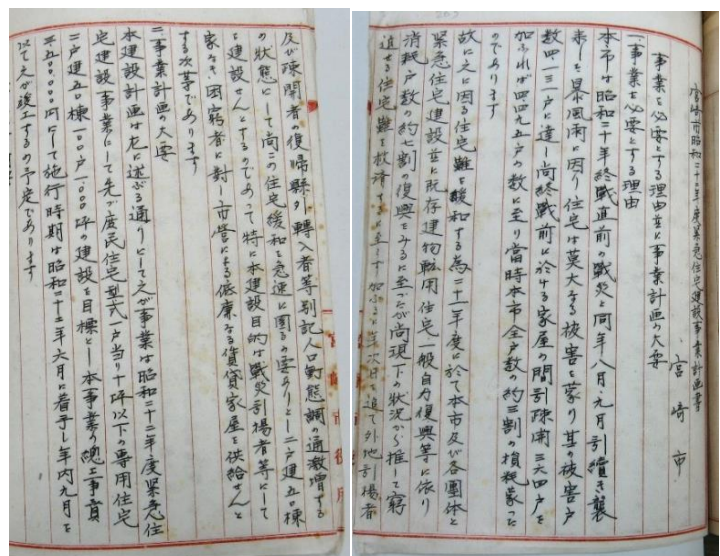 宮崎市昭和二十二年度緊急住宅建設事業計画書
宮崎市
事業を必要とする理由並に事業計画の大要
一、事業を必要とする理由
本市は昭和二十年終戦直前の戦災と同年八月九月引続き襲
来した暴風雨に因り住宅は莫大なる被害を蒙り其の被害戸
数四一三一戸に達し尚終戦前に於ける家屋の間引疎開三六四戸を
加ふれば四四九五戸の数に至り当時本市全戸数の約三割の損耗蒙った
のであります
故に之に因る住宅難を緩和する為二十一年度に於て本市及び各団体と
緊急住宅建設並に既存建物転用住宅一般自力復興等に依り
消耗戸数の約七割の復興をみるに至ったが尚現下の状況から推して窮
迫せる住宅難を救済するに至らず加ふるに年次日を追て外地引揚者
及び疎開者の復帰県外転入者等別記人口動態調の通激増する
の状態にして尚この住宅緩和を急速に図るの要ありとし二戸建五〇棟
を建設せんとするのであって特に本建設目的は戦災引揚者等にして
家なき困窮者に対し市営による低廉なる賃貸家屋を供給せんと
する次第であります
二、事業計画の大要
本建設計画は左に述ぶる通りにして之が事業は昭和二十二年度緊急住
宅建設事業にして先づ庶民住宅型式一戸当り十坪以下の専用住宅
二戸建五〇棟一〇〇戸一〇〇〇坪の建設を目標とし本事業の総工事費
五〇〇〇〇〇円にして施行時期は昭和二十二年六月に着手し年内九月を
以て之が竣工するの予定であります
宮崎市役所